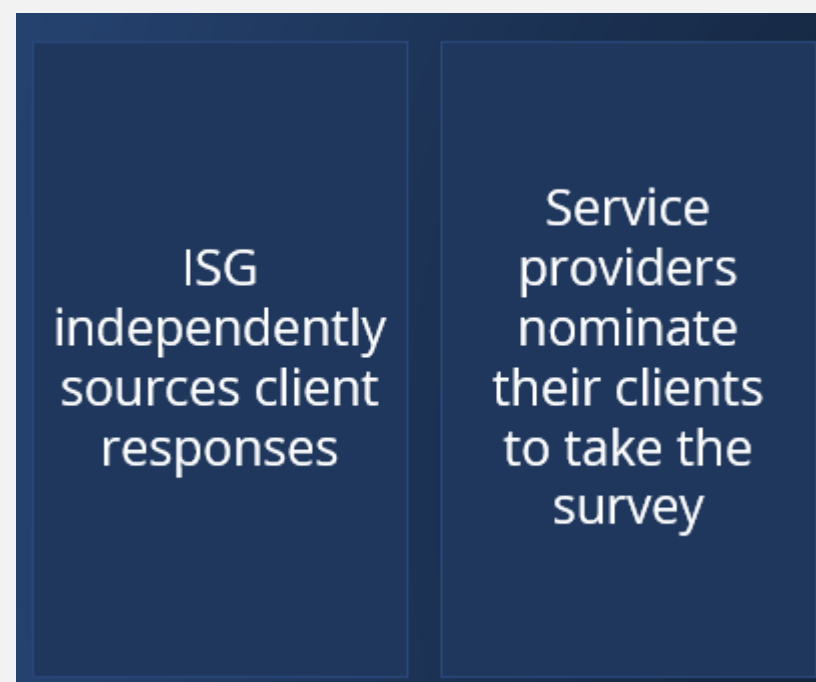 ISG
independently
sources client
responses
Service
providers
nominate
their clients
to take the
survey